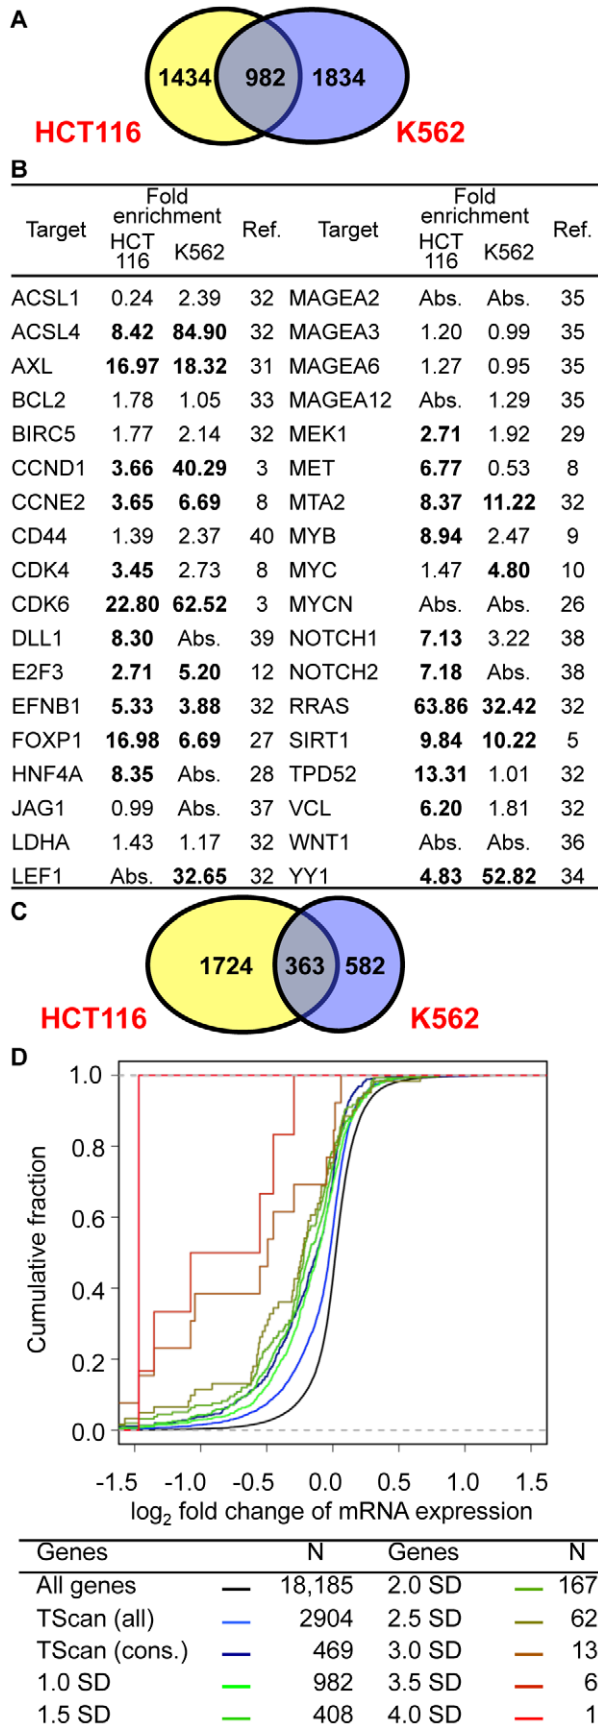 A
1434 982 1834
HCT116 K562
B
Fold enrichment Fold enrichment
Target HCT 116 K562 Ref. Target HCT 116 K562 Ref.
ACSL1 0.24 2.39 32 MAGEA2 Abs. Abs. 35
ACSL4 8.42 84.90 32 MAGEA3 1.20 0.99 35
AXL 16.97 18.32 31 MAGEA6 1.27 0.95 35
BCL2 1.78 1.05 33 MAGEA12 Abs. 1.29 35
BIRC5 1.77 2.14 32 MEK1 2.71 1.92 29
CCND1 3.66 40.29 3 MET 6.77 0.53 8
CCNE2 3.65 6.69 8 MTA2 8.37 11.22 32
CD44 1.39 2.37 40 MYB 8.94 2.47 9
CDK4 3.45 2.73 8 MYC 1.47 4.80 10
CDK6 22.80 62.52 3 MYCN Abs. Abs. 26
DLL1 8.30 Abs. 39 NOTCH1 7.13 3.22 38
E2F3 2.71 5.20 12 NOTCH2 7.18 Abs. 38
EFNB1 5.33 3.88 32 RRAS 63.86 32.42 32
FOXP1 16.98 6.69 27 SIRT1 9.84 10.22 5
HNF4A 8.35 Abs. 28 TPD52 13.31 1.01 32
JAG1 0.99 Abs. 37 VCL 6.20 1.81 32
LDHA 1.43 1.17 32 WNT1 Abs. Abs. 36
LEF1 Abs. 32.65 32 YY1 4.83 52.82 34
C
1724 363 582
HCT116 K562
D
Cumulative fraction
1.0
0.8
0.6
0.4
0.2
0.0
-1.5 -1.0 -0.5 0.0 0.5 1.0 1.5
log2 fold change of mRNA expression
Genes N Genes N
All genes 18,185 2.0 SD 167
TScan (all) 2904 2.5 SD 62
TScan (cons.) 469 3.0 SD 13
1.0 SD 982 3.5 SD 6
1.5 SD 408 4.0 SD 1